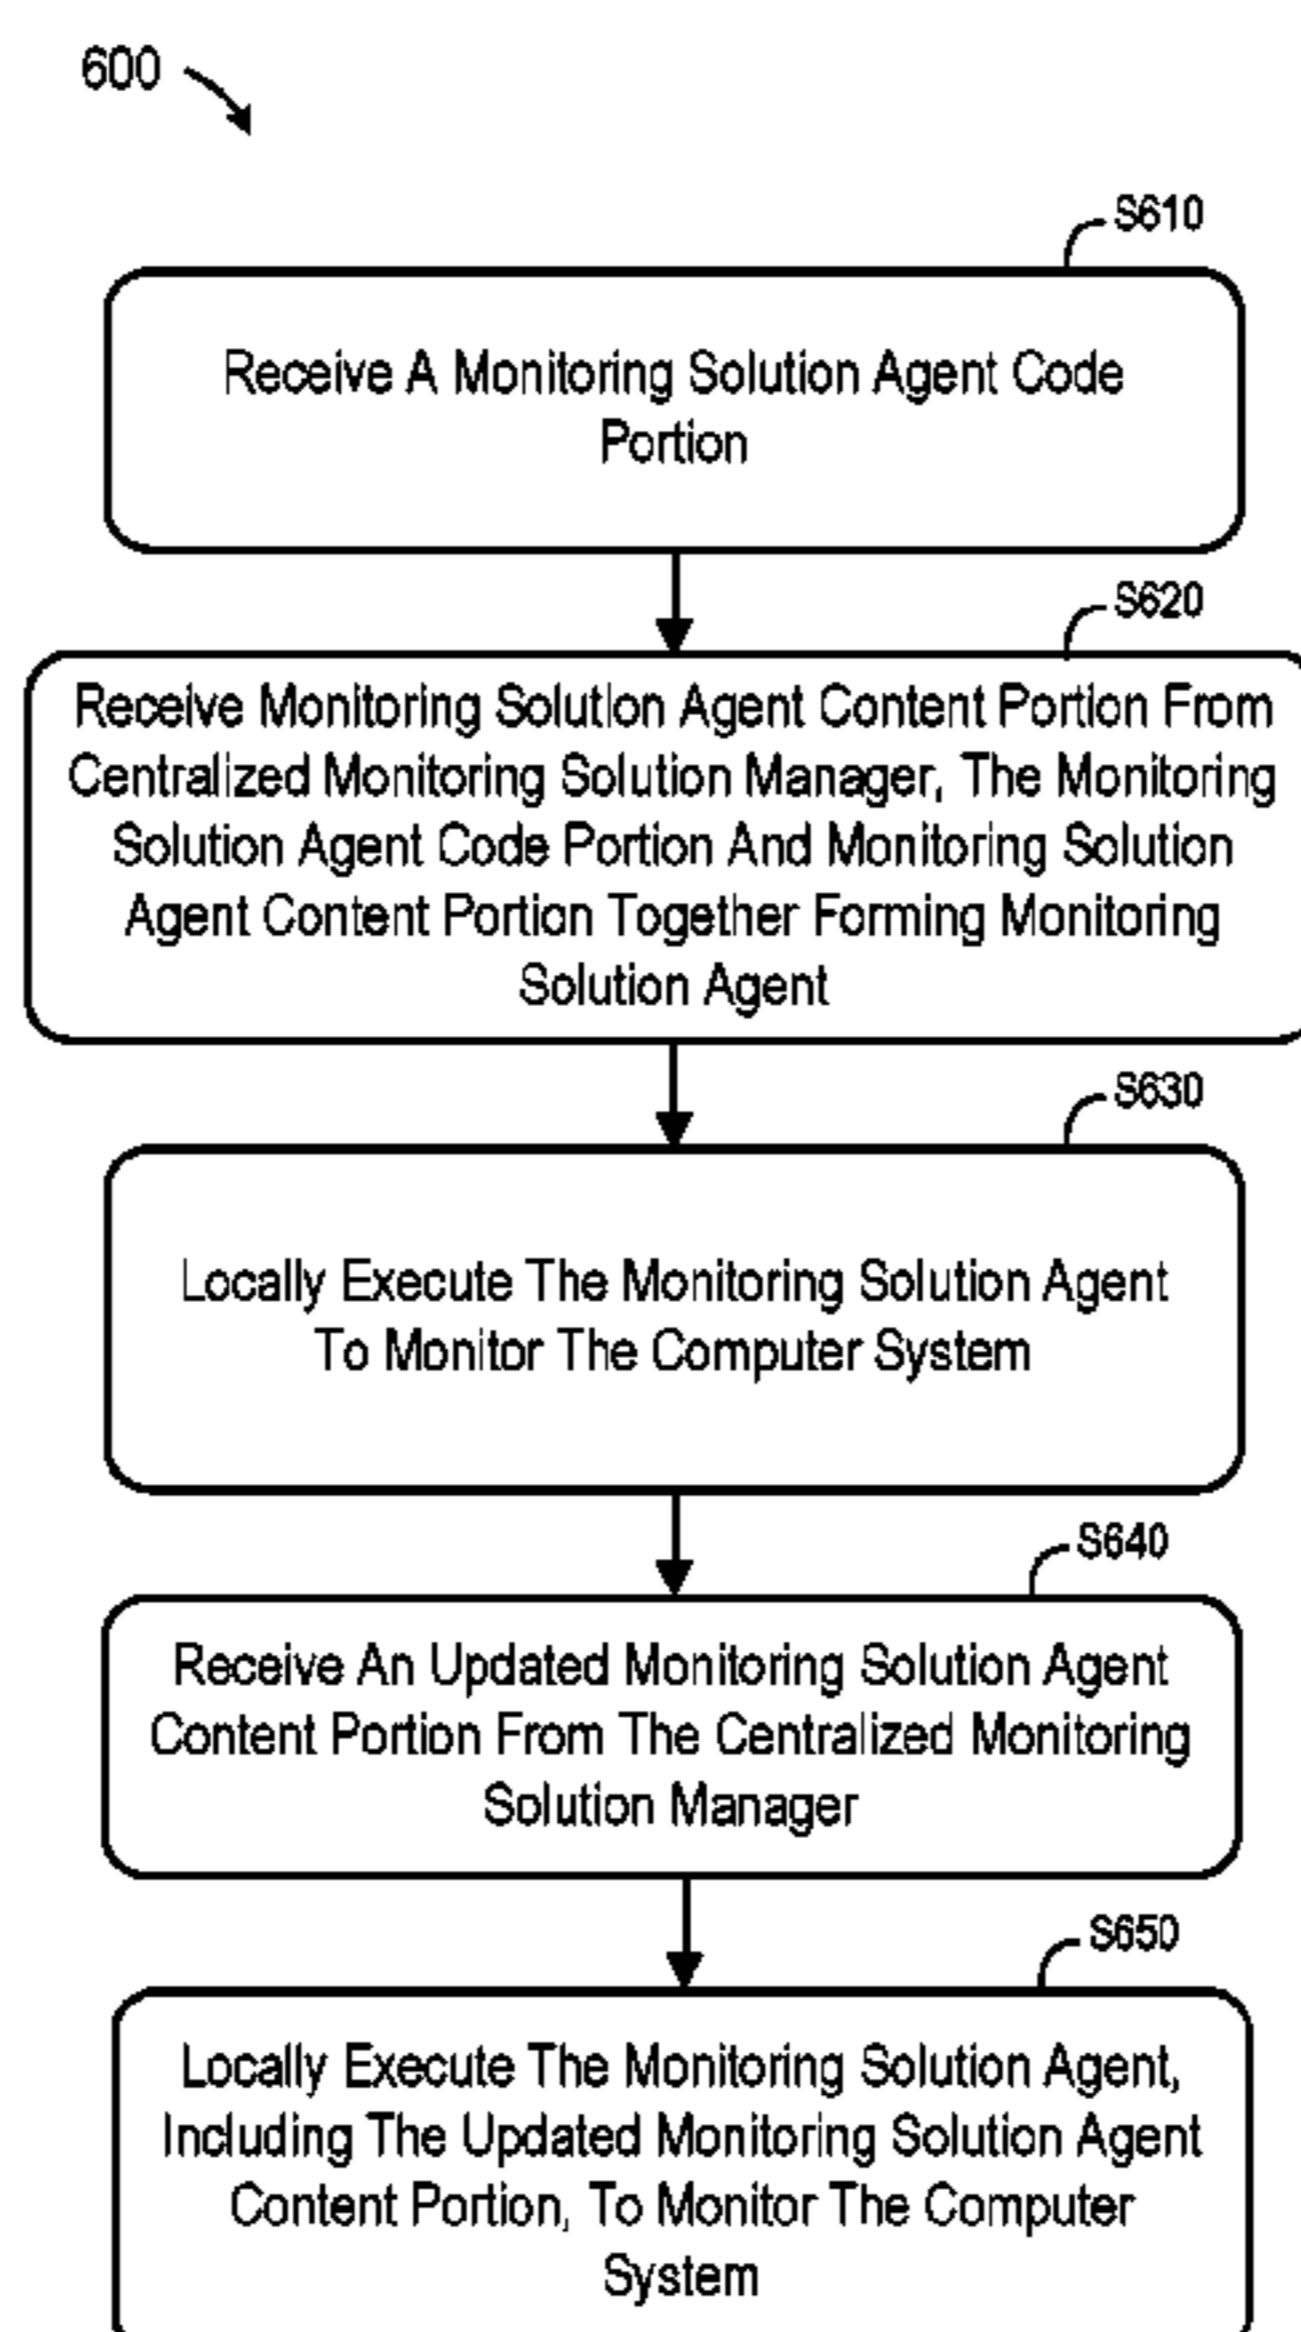 600
S610
Receive A Monitoring Solution Agent Code
Portion
S620
Receive Monitoring Solution Agent Content Portion From
Centralized Monitoring Solution Manager, The Monitoring
Solution Agent Code Portion And Monitoring Solution
Agent Content Portion Together Forming Monitoring
Solution Agent
S630
Locally Execute The Monitoring Solution Agent
To Monitor The Computer System
S640
Receive An Updated Monitoring Solution Agent
Content Portion From The Centralized Monitoring
Solution Manager
S650
Locally Execute The Monitoring Solution Agent,
Including The Updated Monitoring Solution Agent
Content Portion, To Monitor The Computer
System